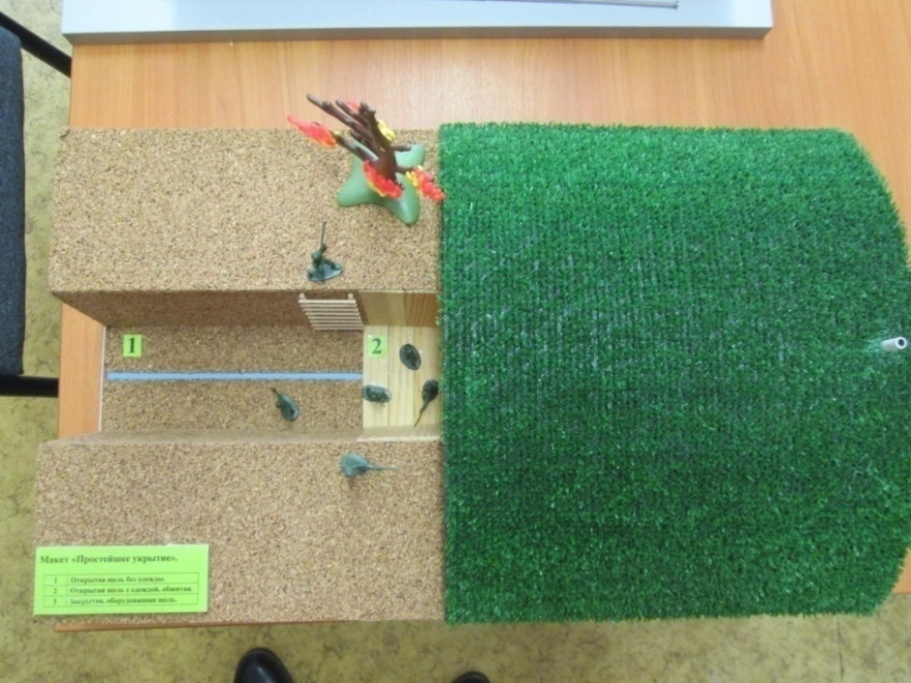 1
2
Макет «Простейшее укрытие».
1 Открытая щель без одежды.
2 Открытая щель с одеждой, обшитая.
3 Закрытая, оборудованная щель.